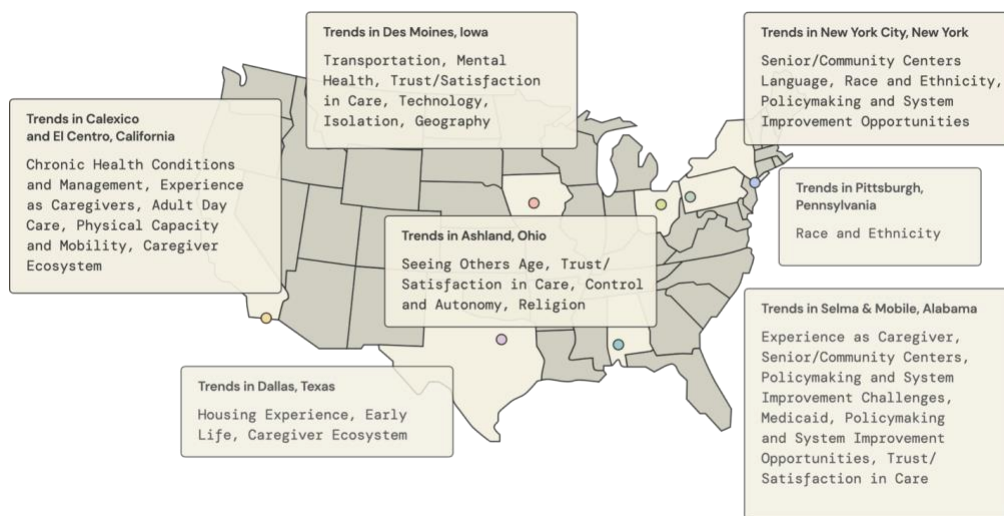 Trends in Des Moines, Iowa
Transportation, Mental
Health, Trust/Satisfaction
in Care, Technology,
Isolation, Geography
Trends in New York City, New York
Senior/Community Centers
Language, Race and Ethnicity,
Policymaking and System
Improvement Opportunities
Trends in Calexico
and El Centro, California
Chronic Health Conditions
and Management, Experience
as Caregivers, Adult Day
Care, Physical Capacity
and Mobility, Caregiver
Ecosystem
Trends in Pittsburgh,
Pennsylvania
Race and Ethnicity
Trends in Ashland, Ohio
Seeing Others Age, Trust/
Satisfaction in Care, Control
and Autonomy, Religion
Trends in Selma & Mobile, Alabama
Experience as Caregiver,
Senior/Community Centers,
Policymaking and System
Improvement Challenges,
Medicaid, Policymaking
and System Improvement
Opportunities, Trust/
Satisfaction in Care
Trends in Dallas, Texas
Housing Experience, Early
Life, Caregiver Ecosystem